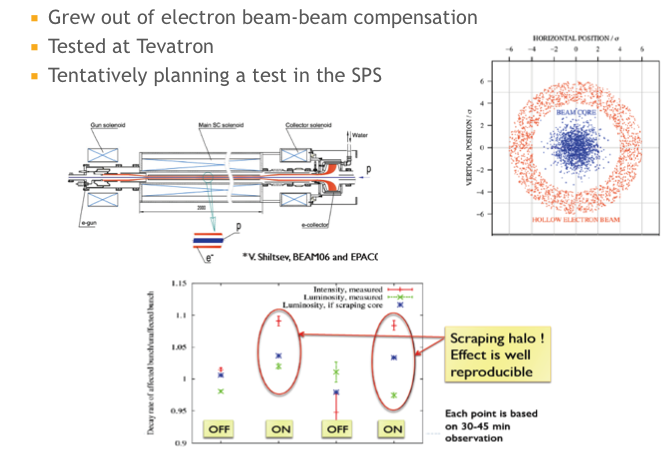 Grew out of electron beam-beam compensation
Tested at Tevatron
Tentatively planning a test in the SPS
HORIZONTAL POSITION / σ
-6 -4 -2 0 2 4 6
VERTICAL POSITION / σ
6
4
2
0
-2
-4
-6
BEAM CORE
HOLLOW ELECTRON BEAM
Gun solenoid
Main SC solenoid
Collector solenoid
Water
p
e-gun
e-collector
p
e-
*V. Shiltsev, BEAM06 and EPAC
Decay rate of affected bunch/unaffected bunch
1.15
1.1
1.05
1
0.95
0.9
Intensity, measured
Luminosity, measured
Luminosity, if scraping core
OFF
ON
OFF
ON
Scraping halo !
Effect is well
reproducible
Each point is based
on 30-45 min
observation